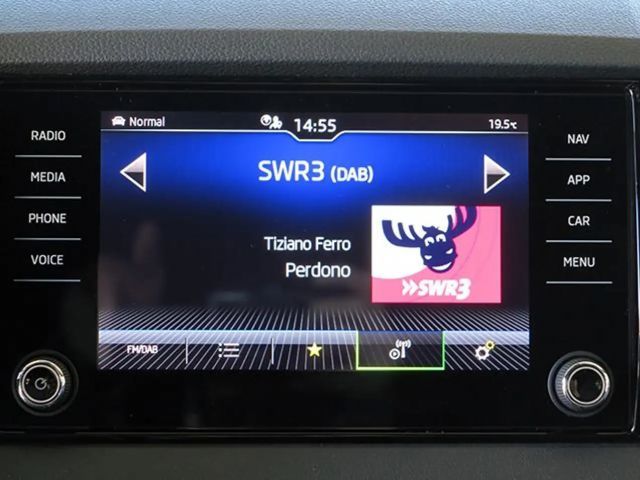 RADIO
MEDIA
PHONE
VOICE
Normal
14:55
19.5°C
SWR3 (DAB)
Tiziano Ferro
Perdono
»SWR3
FM/DAB
NAV
APP
CAR
MENU